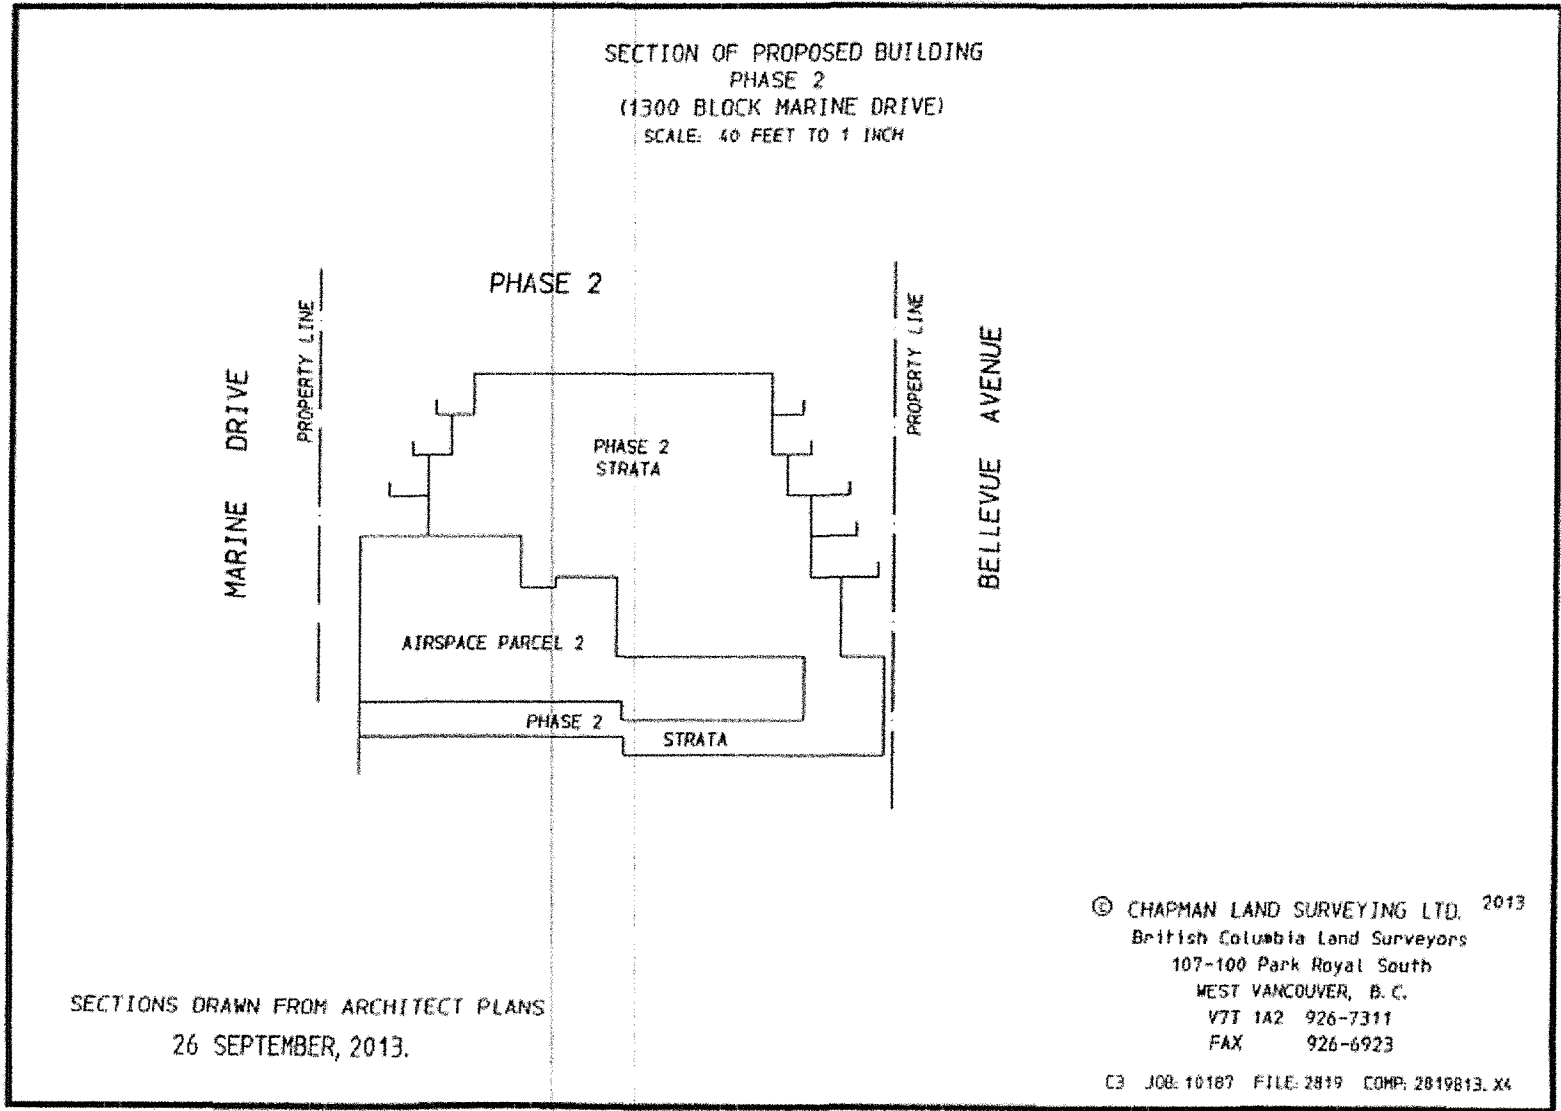 SECTION OF PROPOSED BUILDING
PHASE 2
(1300 BLOCK MARINE DRIVE)
SCALE: 40 FEET TO 1 INCH
PHASE 2
MARINE DRIVE
PROPERTY LINE
PROPERTY LINE
BELLEVUE AVENUE
PHASE 2
STRATA
AIRSPACE PARCEL 2
PHASE 2
STRATA
© CHAPMAN LAND SURVEYING LTD. 2013
British Columbia Land Surveyors
107-100 Park Royal South
WEST VANCOUVER, B.C.
V7T 1A2 926-7311
FAX 926-6923
SECTIONS DRAWN FROM ARCHITECT PLANS
26 SEPTEMBER, 2013.
C3 JOB: 10187 FILE: 2819 COMP: 2819B13.X4